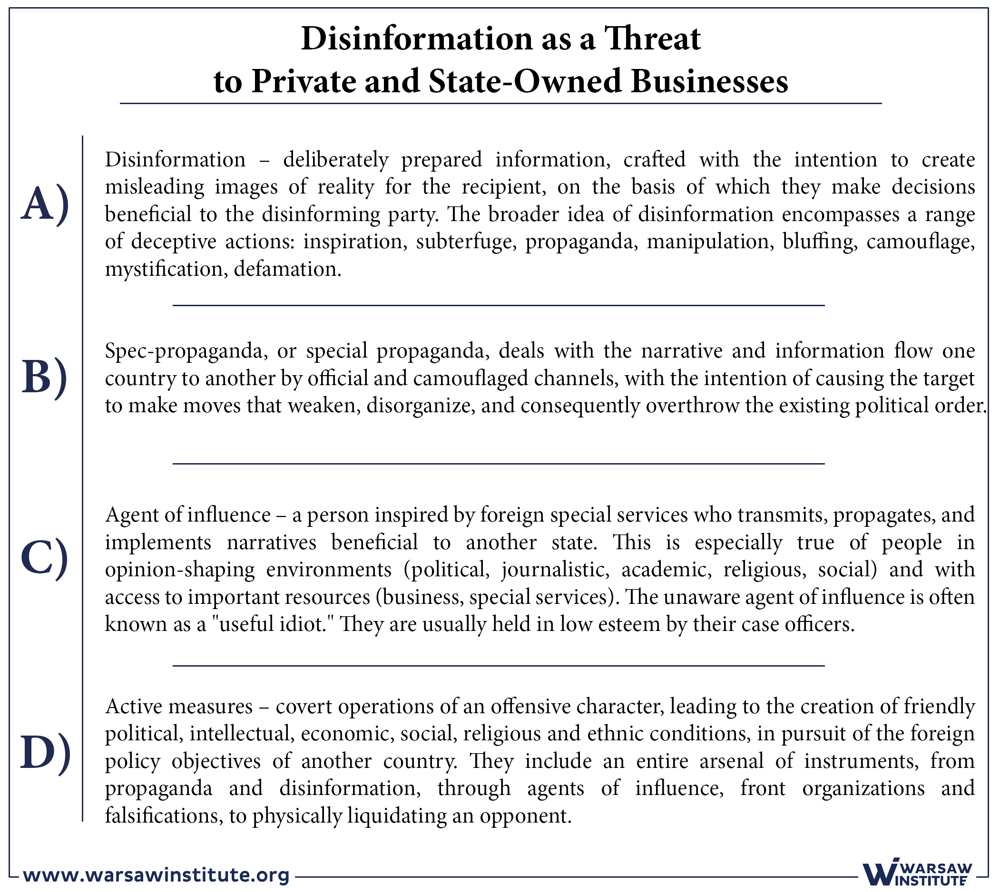 Disinformation as a Threat
to Private and State-Owned Businesses
A)
Disinformation – deliberately prepared information, crafted with the intention to create
misleading images of reality for the recipient, on the basis of which they make decisions
beneficial to the disinforming party. The broader idea of disinformation encompasses a range
of deceptive actions: inspiration, subterfuge, propaganda, manipulation, bluffing, camouflage,
mystification, defamation.
B)
Spec-propaganda, or special propaganda, deals with the narrative and information flow one
country to another by official and camouflaged channels, with the intention of causing the target
to make moves that weaken, disorganize, and consequently overthrow the existing political order.
C)
Agent of influence – a person inspired by foreign special services who transmits, propagates, and
implements narratives beneficial to another state. This is especially true of people in
opinion-shaping environments (political, journalistic, academic, religious, social) and with
access to important resources (business, special services). The unaware agent of influence is often
known as a "useful idiot." They are usually held in low esteem by their case officers.
D)
Active measures – covert operations of an offensive character, leading to the creation of friendly
political, intellectual, economic, social, religious and ethnic conditions, in pursuit of the foreign
policy objectives of another country. They include an entire arsenal of instruments, from
propaganda and disinformation, through agents of influence, front organizations and
falsifications, to physically liquidating an opponent.
www.warsawinstitute.org
WARSAW
INSTITUTE